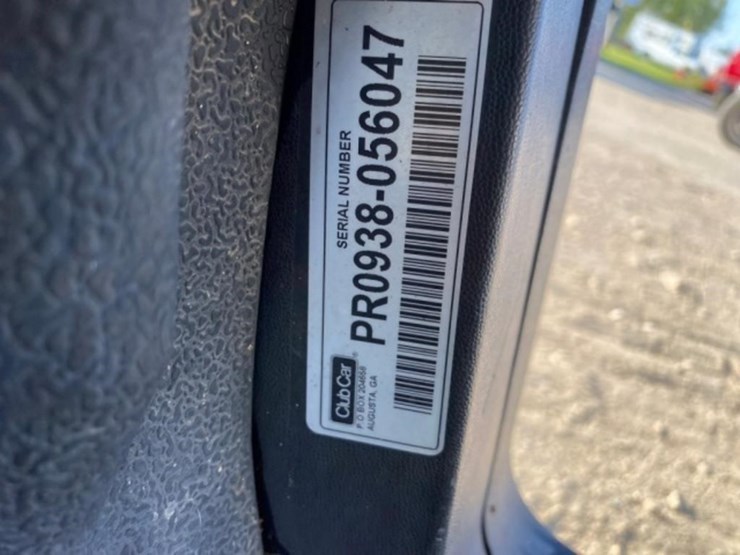 SERIAL NUMBER
PR0938-056047
Club Car
P.O BOX 204658
AUGUSTA, GA